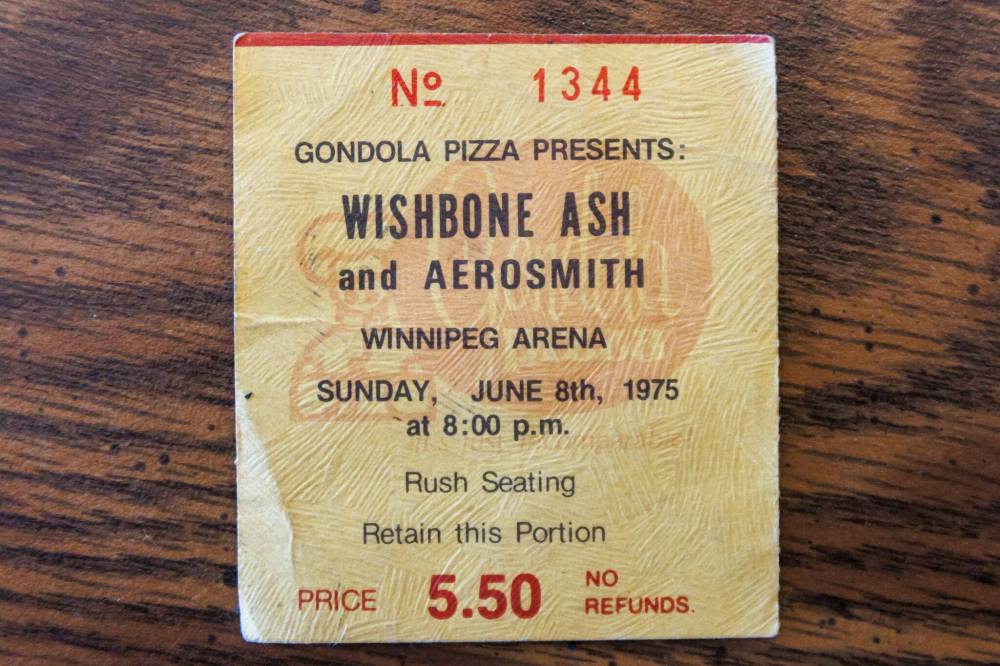 Nº 1344
GONDOLA PIZZA PRESENTS:
WISHBONE ASH
and AEROSMITH
WINNIPEG ARENA
SUNDAY, JUNE 8th, 1975
at 8:00 p.m.
Rush Seating
Retain this Portion
PRICE 5.50 NO
REFUNDS.